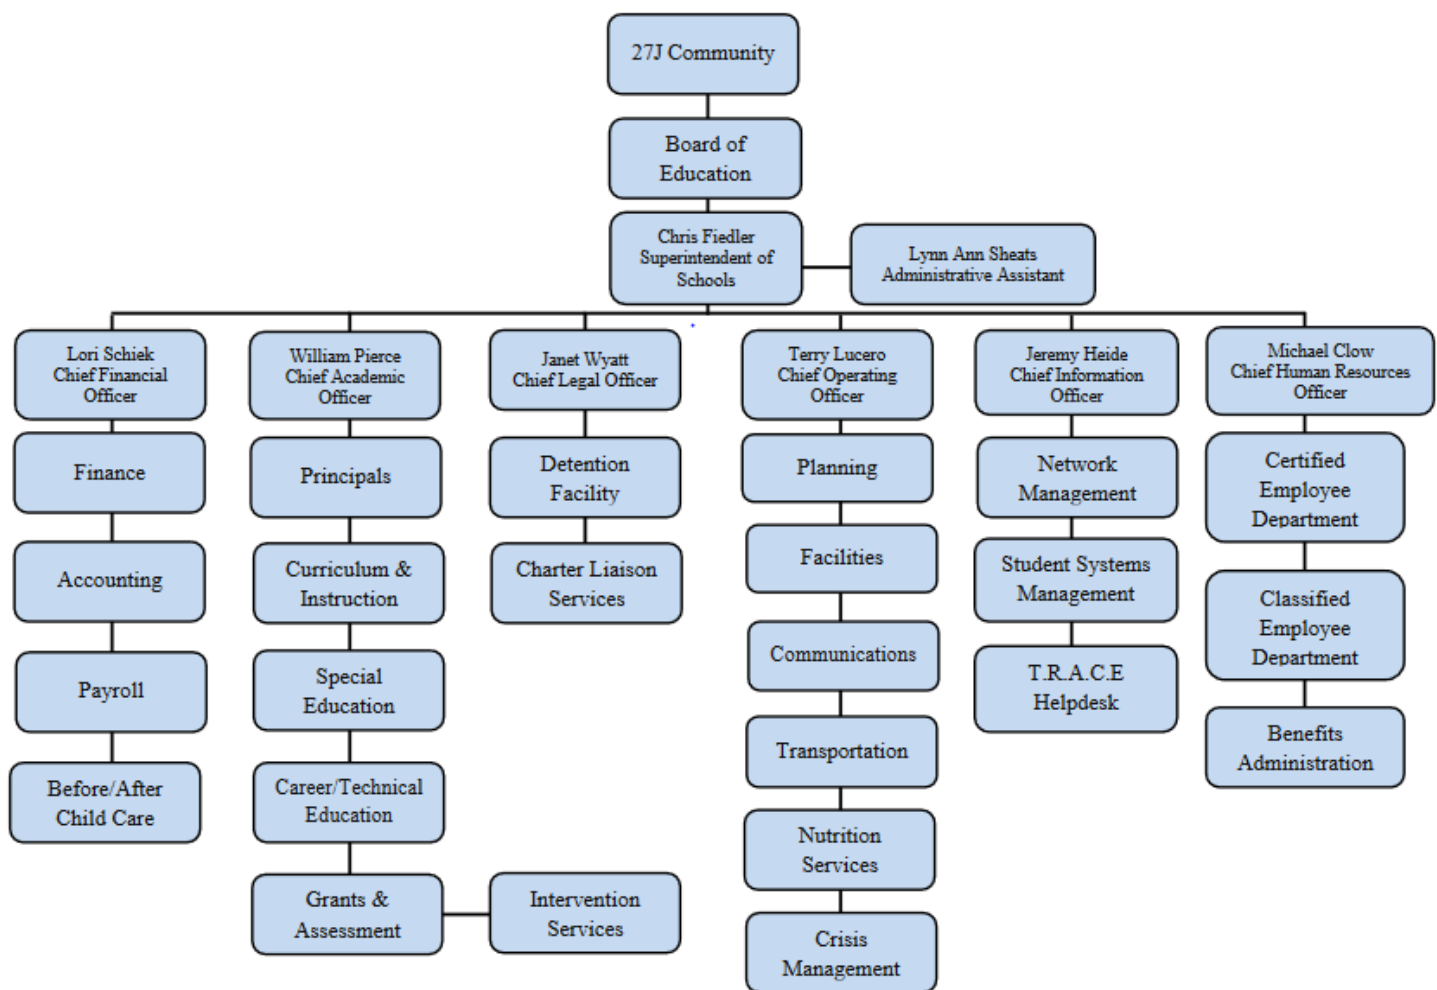 27J Community
Board of
Education
Chris Fiedler
Superintendent of
Schools
Lynn Ann Sheats
Administrative Assistant
Lori Schiek
Chief Financial
Officer
William Pierce
Chief Academic
Officer
Janet Wyatt
Chief Legal Officer
Terry Lucero
Chief Operating
Officer
Jeremy Heide
Chief Information
Officer
Michael Clow
Chief Human Resources
Officer
Finance
Accounting
Payroll
Before/After
Child Care
Principals
Curriculum &
Instruction
Special
Education
Career/Technical
Education
Grants &
Assessment
Intervention
Services
Detention
Facility
Charter Liaison
Services
Planning
Facilities
Communications
Transportation
Nutrition
Services
Crisis
Management
Network
Management
Student Systems
Management
T.R.A.C.E
Helpdesk
Certified
Employee
Department
Classified
Employee
Department
Benefits
Administration